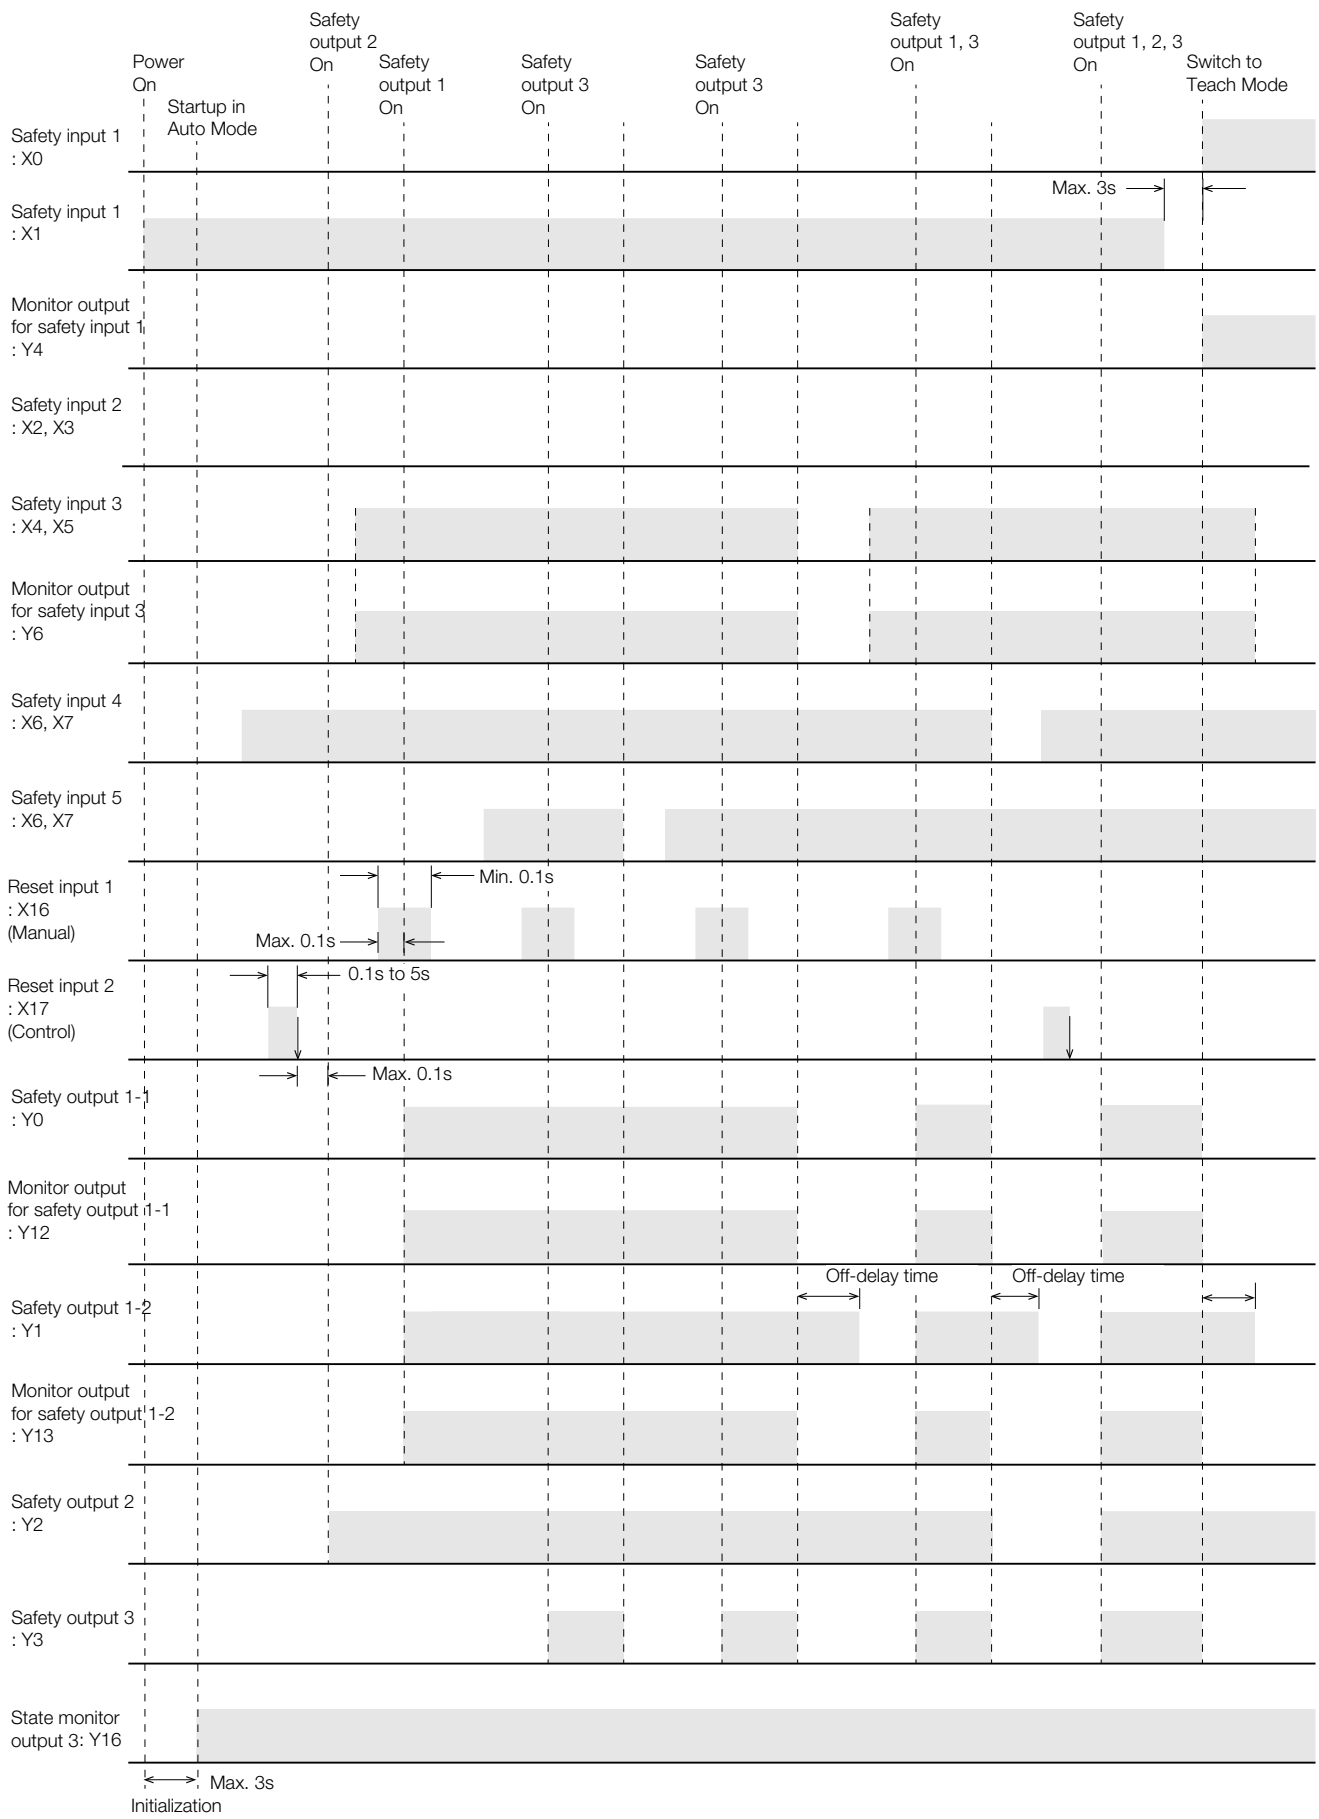 Safety
output 2
On
Safety
output 1, 3
On
Safety
output 1, 2, 3
On
Power
On
Safety
output 1
On
Safety
output 3
On
Safety
output 3
On
Switch to
Teach Mode
Startup in
Auto Mode
Safety input 1
: X0
Max. 3s
Safety input 1
: X1
Monitor output
for safety input 1
: Y4
Safety input 2
: X2, X3
Safety input 3
: X4, X5
Monitor output
for safety input 3
: Y6
Safety input 4
: X6, X7
Safety input 5
: X6, X7
Reset input 1
: X16
(Manual)
Min. 0.1s
Max. 0.1s
Reset input 2
: X17
(Control)
0.1s to 5s
Max. 0.1s
Safety output 1-1
: Y0
Monitor output
for safety output 1-1
: Y12
Off-delay time
Off-delay time
Safety output 1-2
: Y1
Monitor output
for safety output 1-2
: Y13
Safety output 2
: Y2
Safety output 3
: Y3
State monitor
output 3: Y16
Max. 3s
Initialization